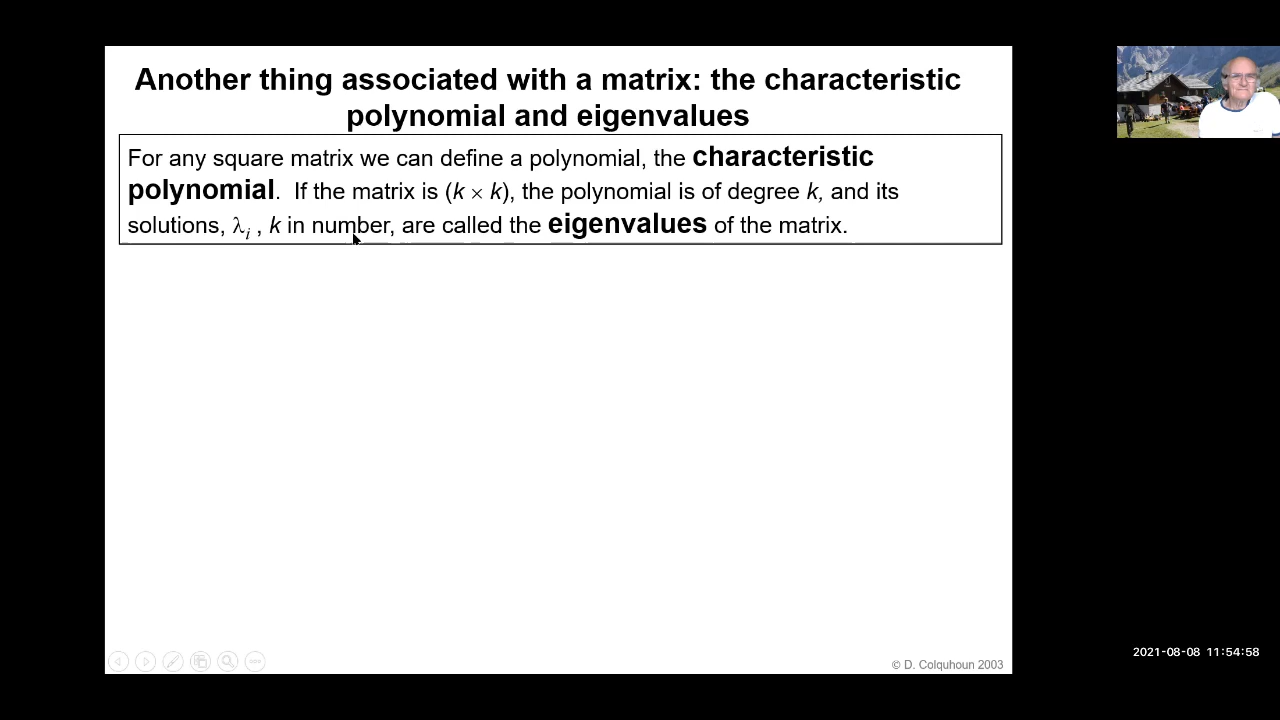 Another thing associated with a matrix: the characteristic
polynomial and eigenvalues
For any square matrix we can define a polynomial, the characteristic
polynomial. If the matrix is (k × k), the polynomial is of degree k, and its
solutions, λi , k in number, are called the eigenvalues of the matrix.
© D. Colquhoun 2003
2021-08-08 11:54:58